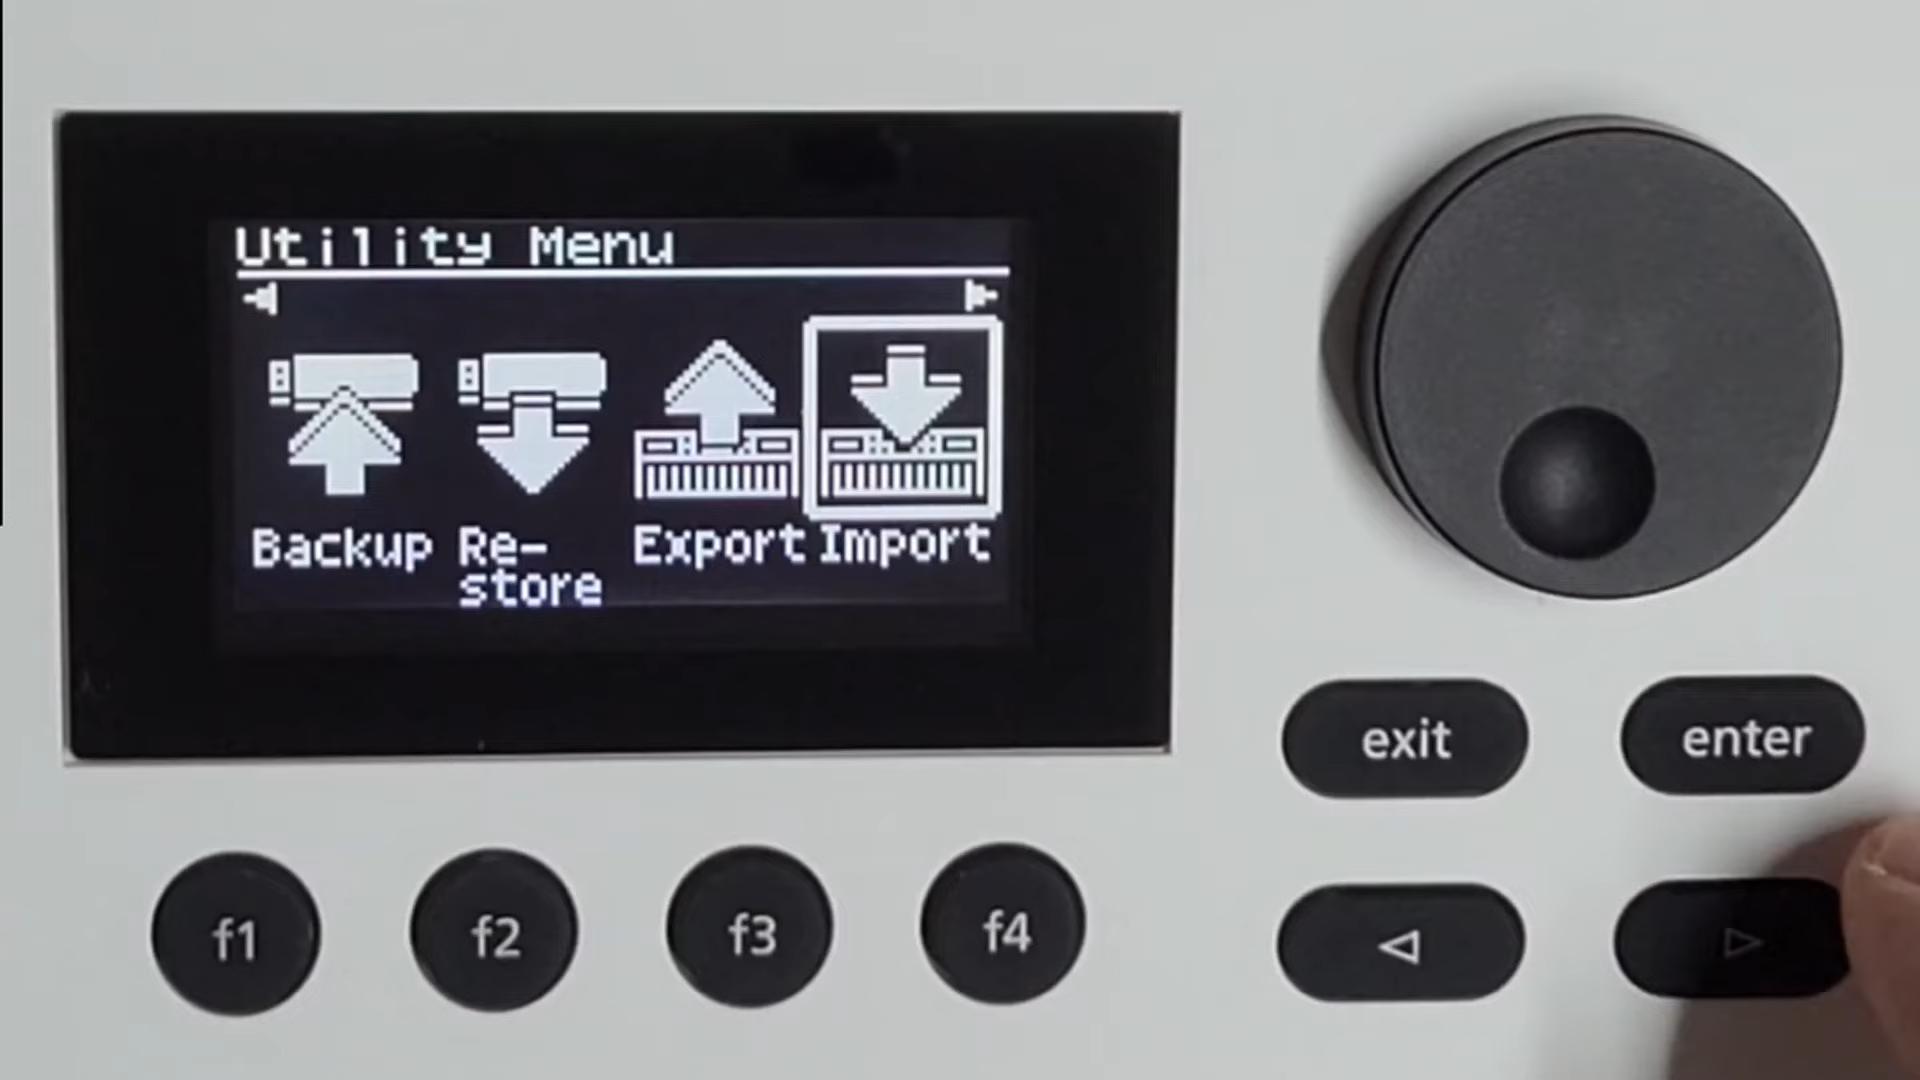 Utility Menu
Backup Re- Export Import
store
exit enter
f1 f2 f3 f4